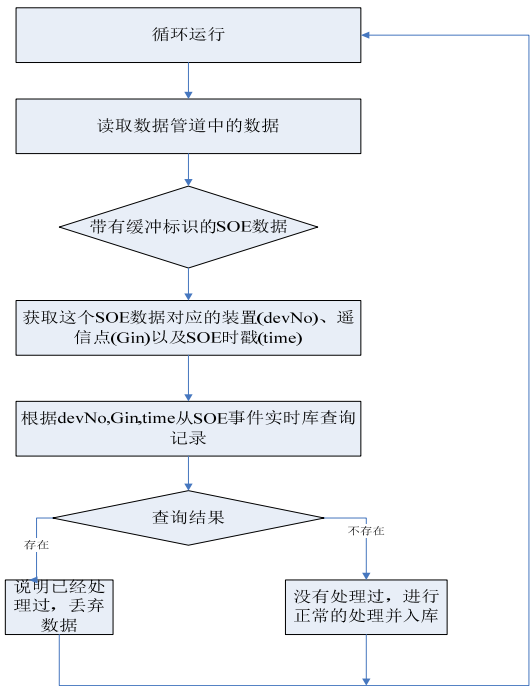 循环运行
读取数据管道中的数据
带有缓冲标识的SOE数据
获取这个SOE数据对应的装置(devNo)、遥
信点(Gin)以及SOE时戳(time)
根据devNo,Gin,time从SOE事件实时库查询
记录
查询结果
存在
不存在
说明已经处
理过，丢弃
数据
没有处理过，进行
正常的处理并入库